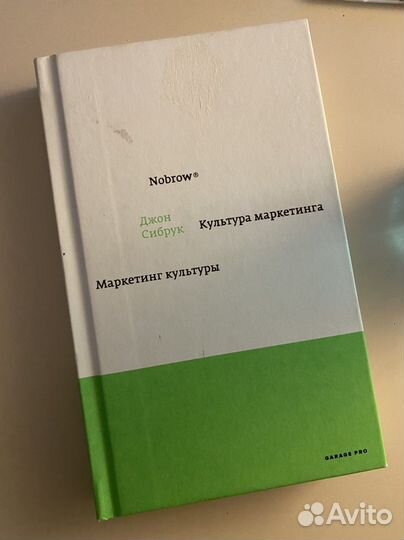 Nobrow®
Джон
Сибрук
Культура маркетинга
Маркетинг культуры
GARAGE PRO
Avito